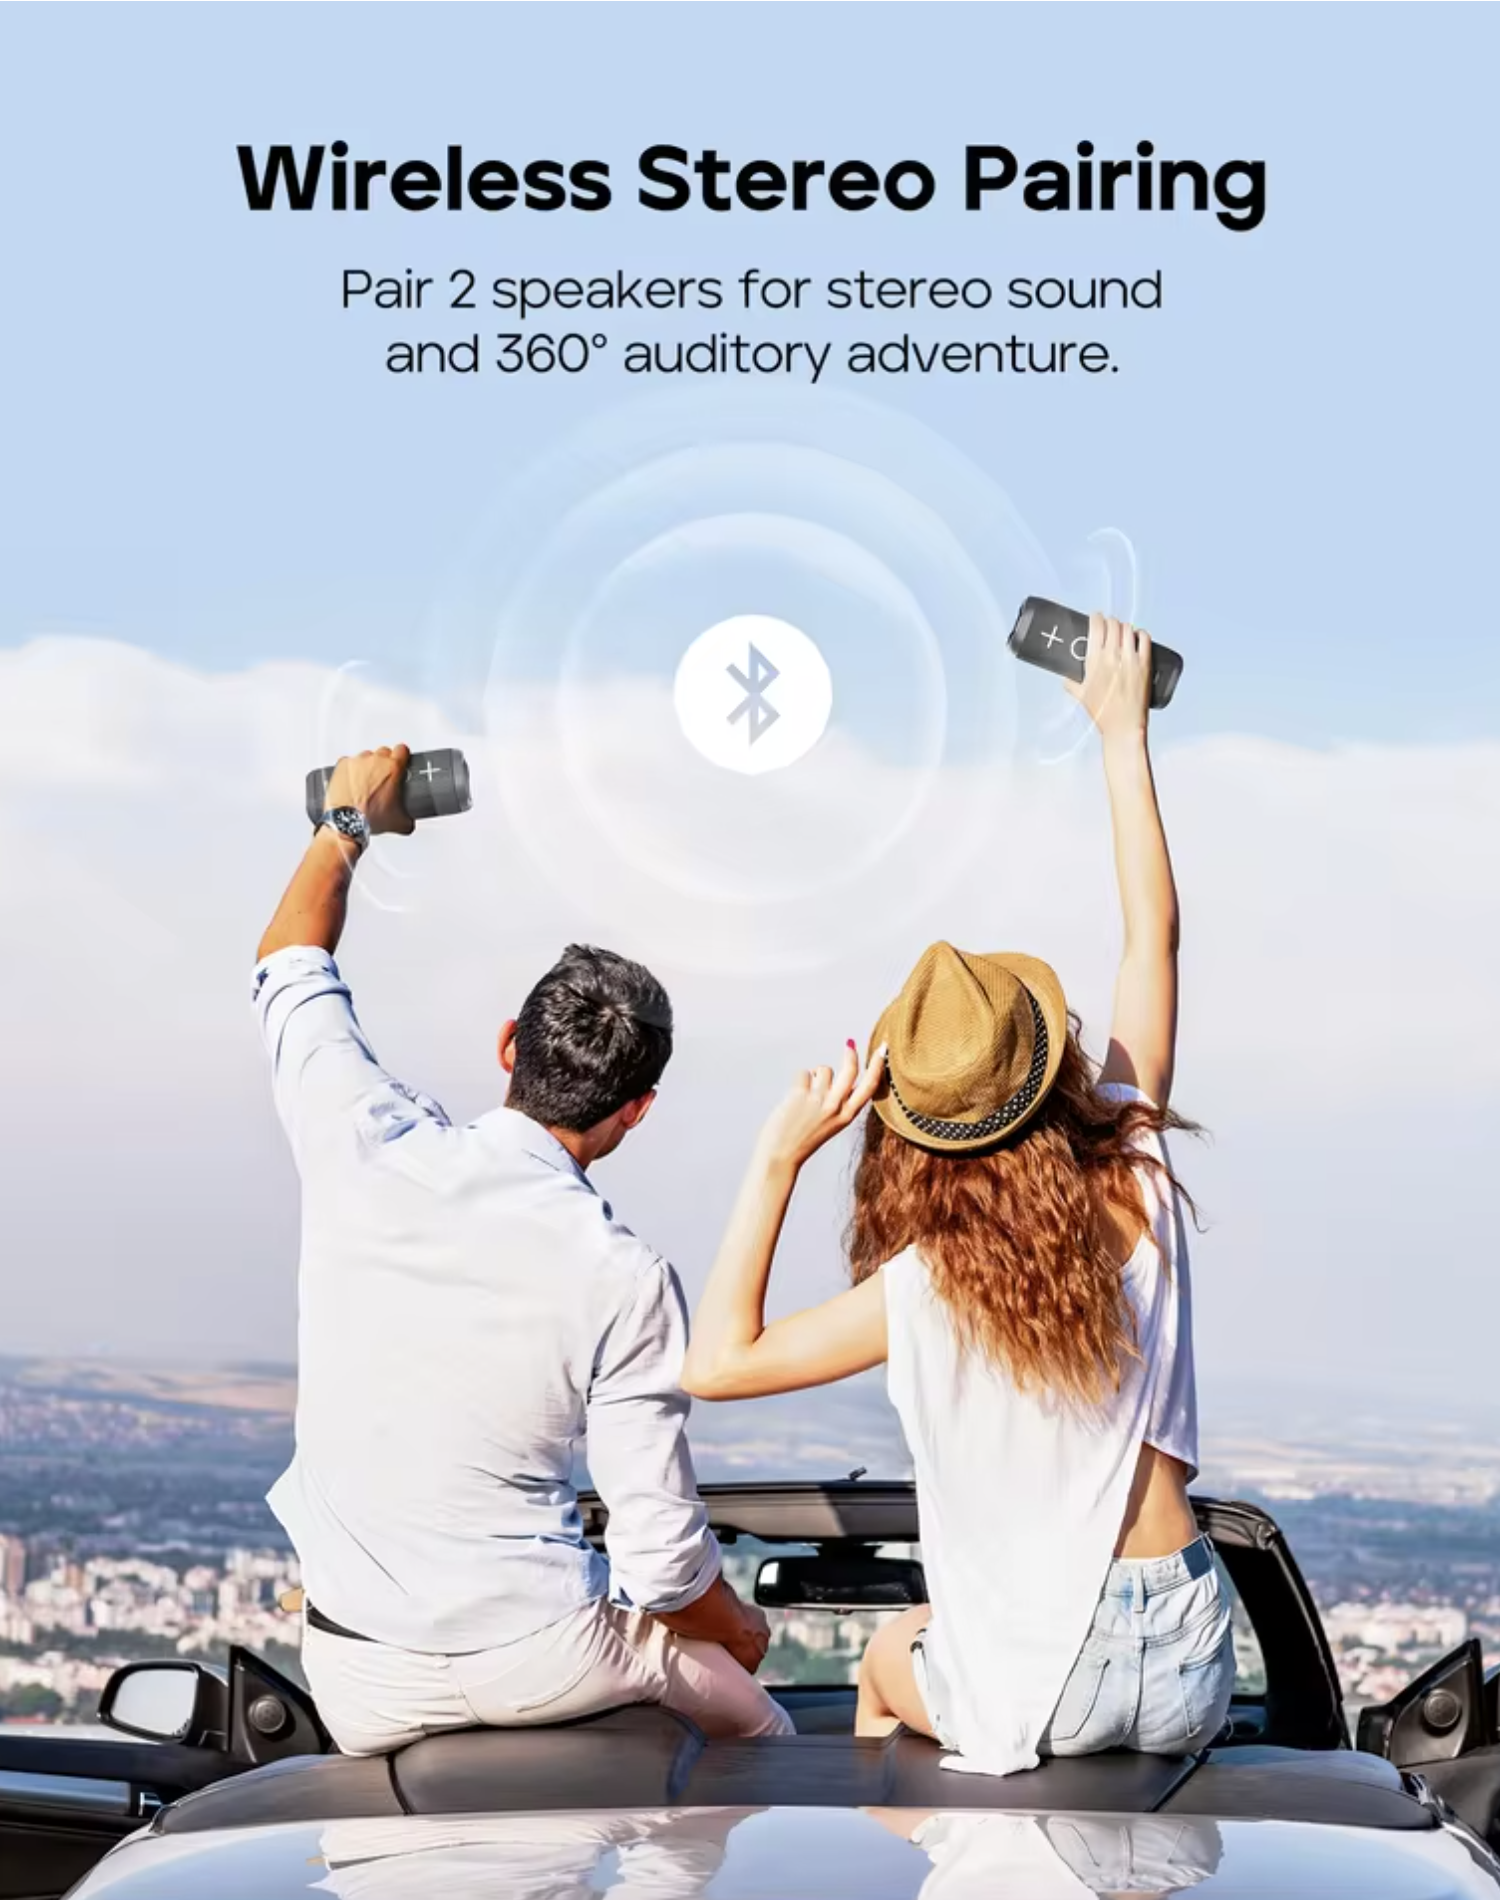 Wireless Stereo Pairing
Pair 2 speakers for stereo sound
and 360° auditory adventure.